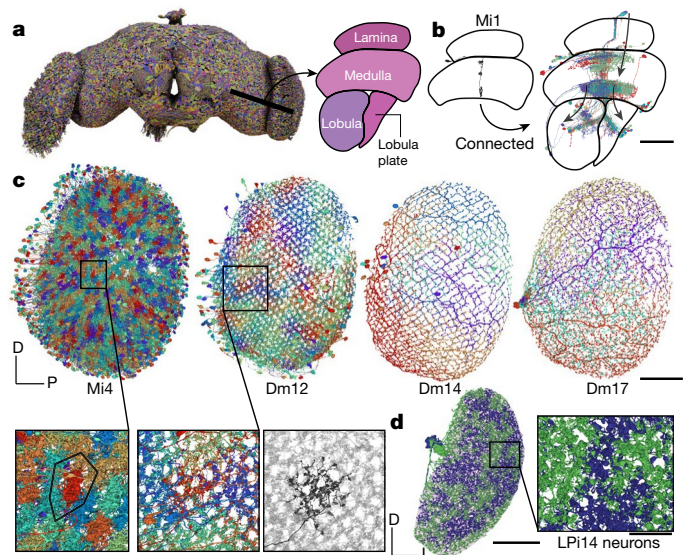 a
Lamina
Medulla
Lobula
Lobula
plate
b
Mi1
Connected
c
D
P
Mi4
Dm12
Dm14
Dm17
d
D
LPi14 neurons